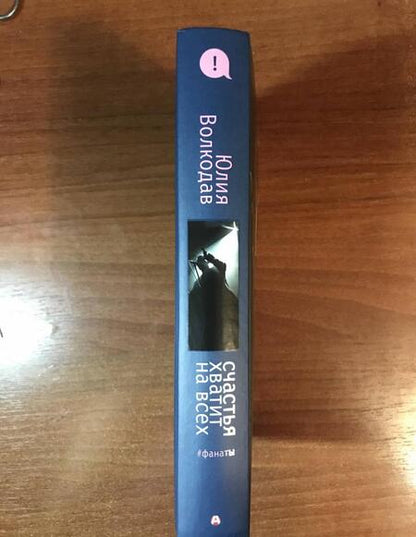 !
Юлия
Волкодав
счастья
хватит
на всех
#фанаты